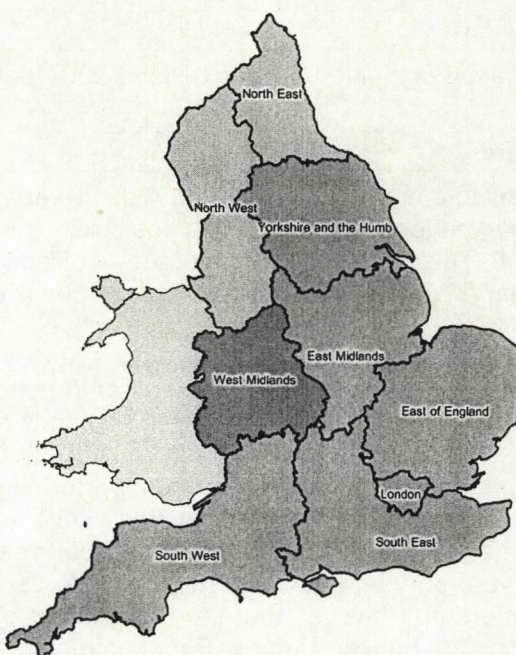 North East
North West
Yorkshire and the Humb
East Midlands
West Midlands
East of England
London
South East
South West